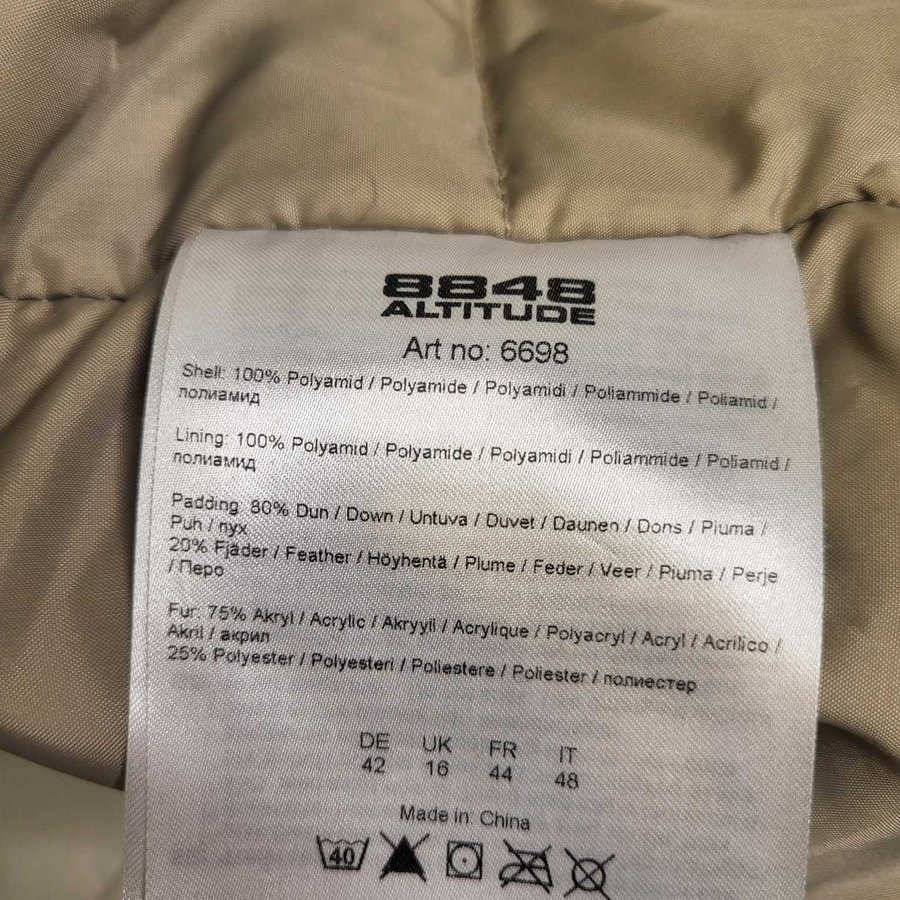 8848
ALTITUDE
Art no: 6698
Shell: 100% Polyamid / Polyamide / Polyamidi / Poliammide / Poliamid /
полиамид
Lining: 100% Polyamid / Polyamide / Polyamidi / Poliammide / Poliamid /
полиамид
Padding: 80% Dun / Down / Untuva / Duvet / Daunen / Dons / Piuma /
Puh / пух
20% Fjäder / Feather / Höyhentä / Plume / Feder / Veer / Piuma / Perje
/ Перо
Fur: 75% Akryl / Acrylic / Akryyli / Acrylique / Polyacryl / Acryl / Acrilico /
Akril / акрил
25% Polyester / Polyesteri / Poliestere / Poliester / полиестер
DE UK FR IT
42 16 44 48
Made in: China
40